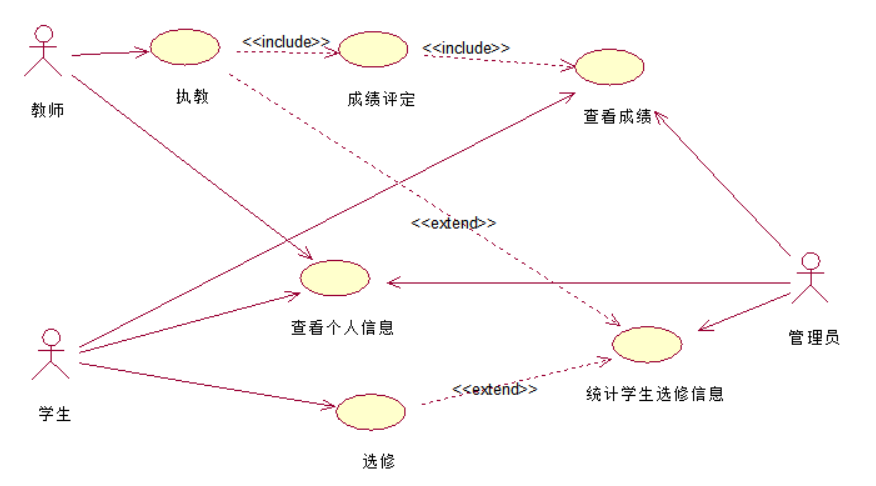 <<include>>
<<include>>
教师
执教
成绩评定
查看成绩
<<extend>>
查看个人信息
管理员
学生
<<extend>>
统计学生选修信息
选修